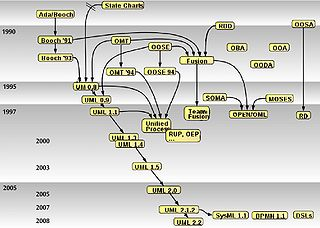 Ada/Booch
State Charts
RDD
OOSA
1990
Booch '91
OMT
OOSE
OBA
OOA
Booch '93
OMT '94
OOSE 94
Fusion
OODA
1995
UM 0.8
UML 0.9
SOMA
MOSES
1997
UML 1.1
Unified
Process
Team
Fusion
OPEN/OML
RD
RUP, OEP
...
UML 1.3
2000
UML 1.4
2003
UML 1.5
2005
UML 2.0
2005
2007
UML 2.1.2
SysML 1.1
BPMN 1.1
DSLs
2008
UML 2.2